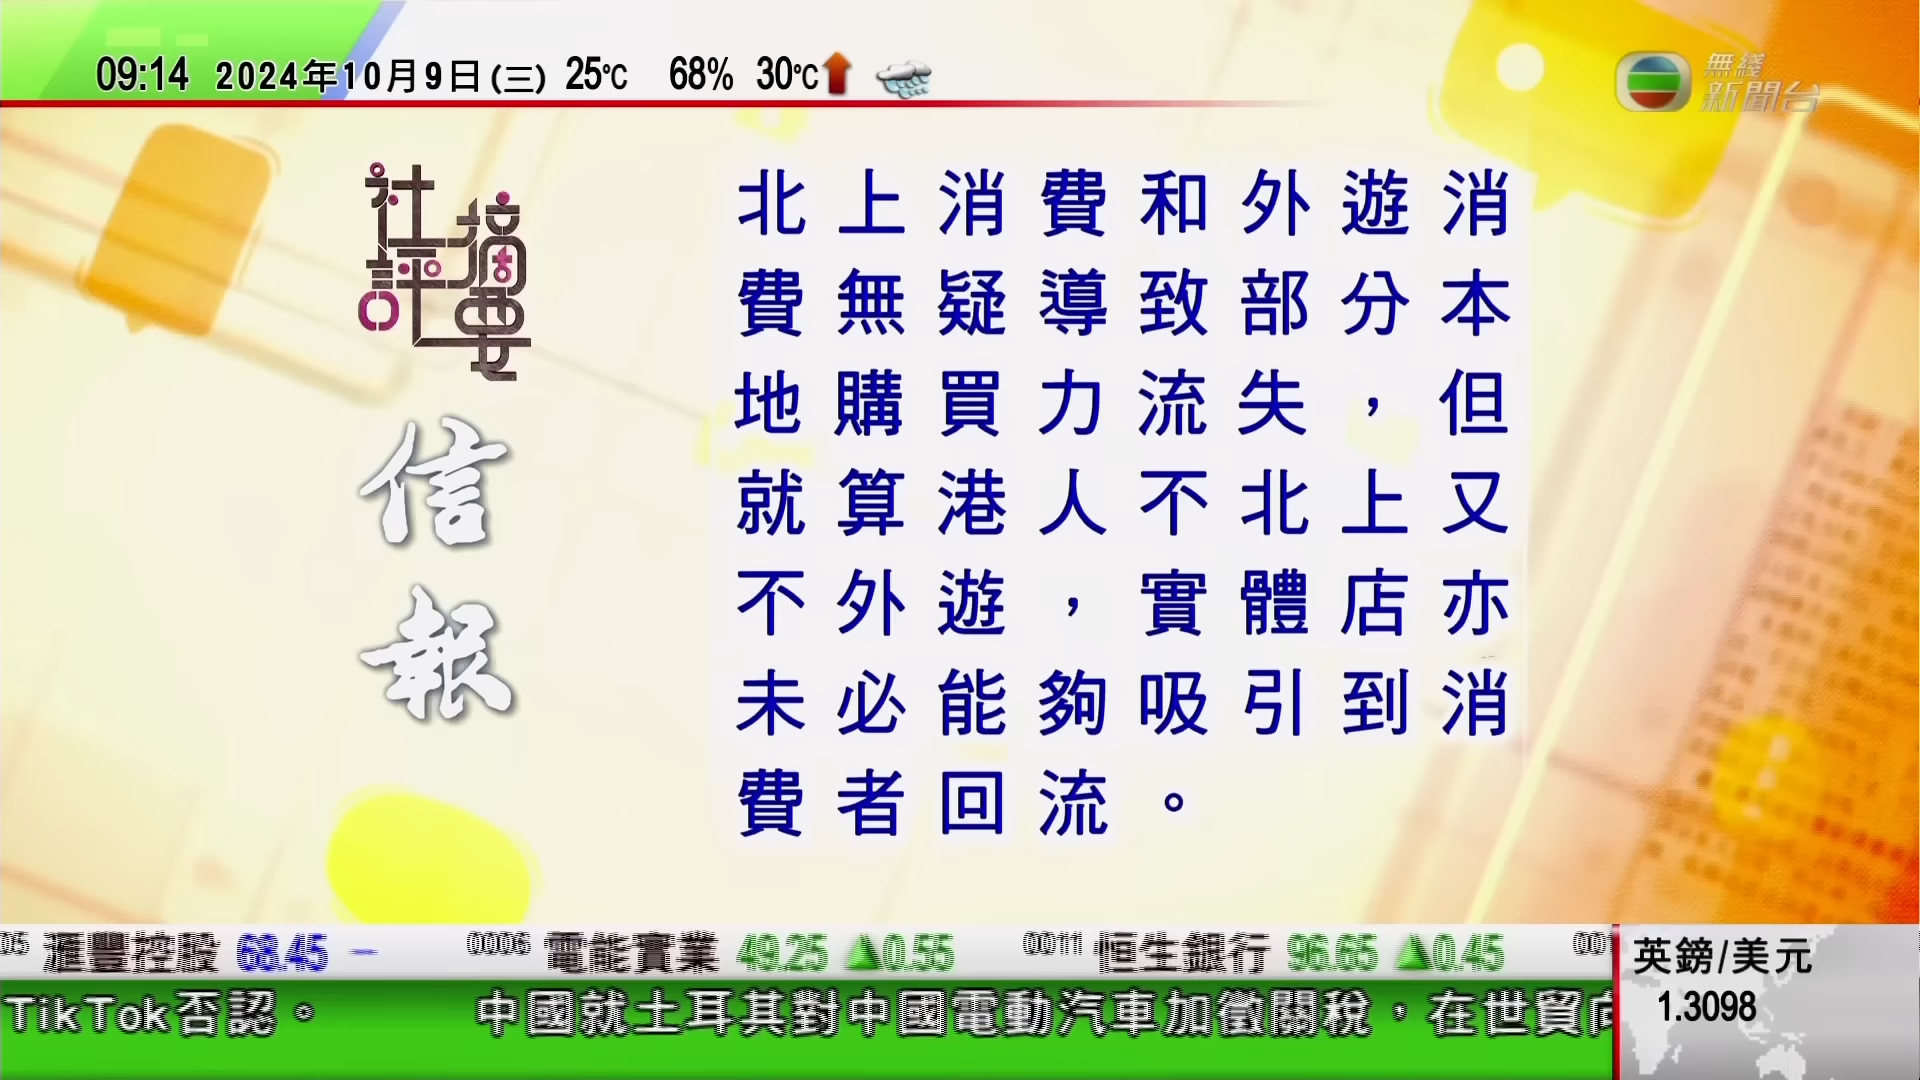 09:14 2024年10月9日(三) 25℃ 68% 30℃
無綫
新聞台
社評摘要
信報
北上消費和外遊消
費無疑導致部分本
地購買力流失，但
就算港人不北上又
不外遊，實體店亦
未必能夠吸引到消
費者回流。
05 滙豐控股 68.45 – 0006 電能實業 49.25 ▲0.55 0011 恒生銀行 96.65 ▲0.45 00
英鎊/美元
1.3098
TikTok否認。 中國就土耳其對中國電動汽車加徵關稅，在世貿向